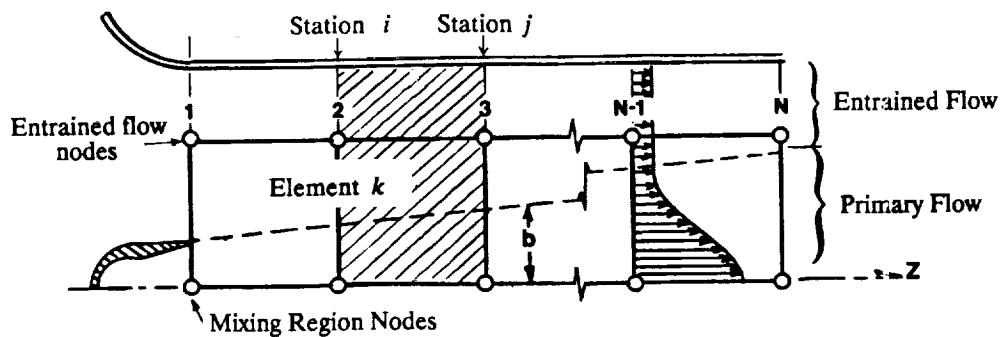 Station i
Station j
1
2
3
N-1
N
Entrained flow
nodes
Entrained Flow
Element k
Primary Flow
b
Z
Mixing Region Nodes